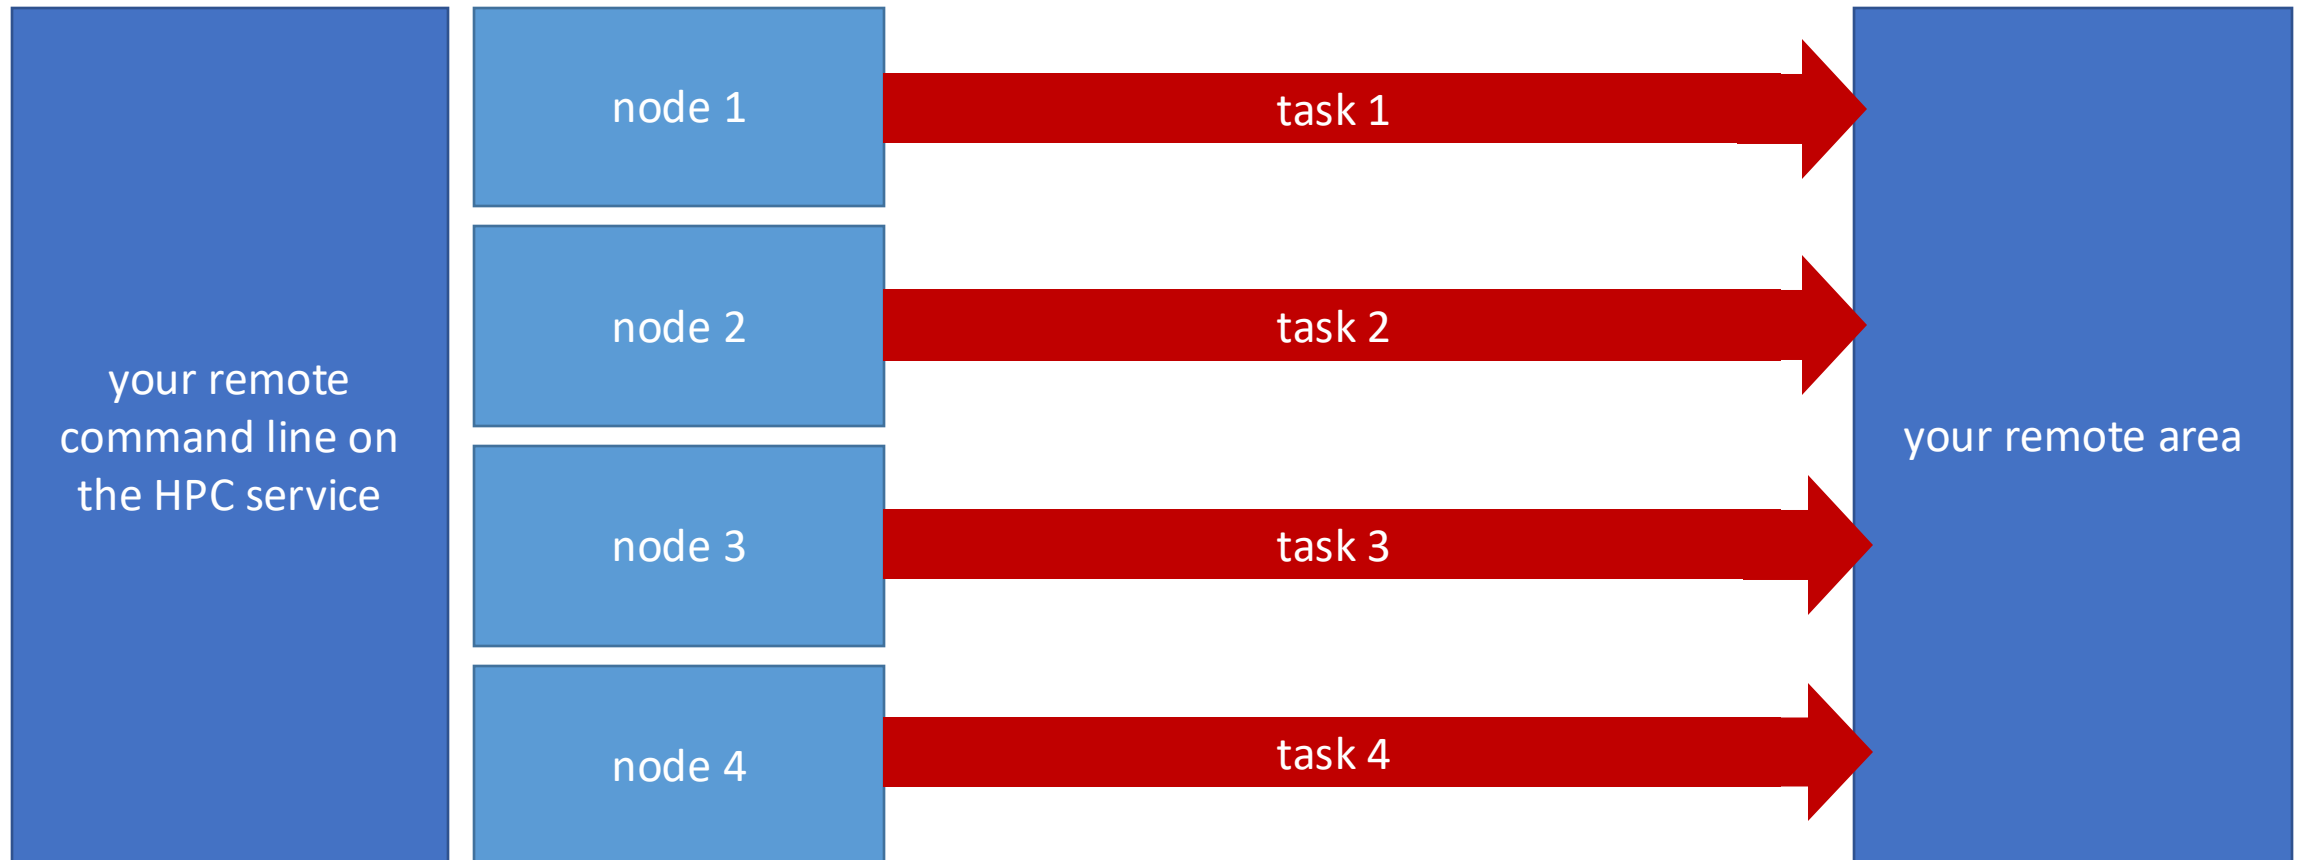 your remote
command line on
the HPC service
node 1
task 1
node 2
task 2
node 3
task 3
node 4
task 4
your remote area